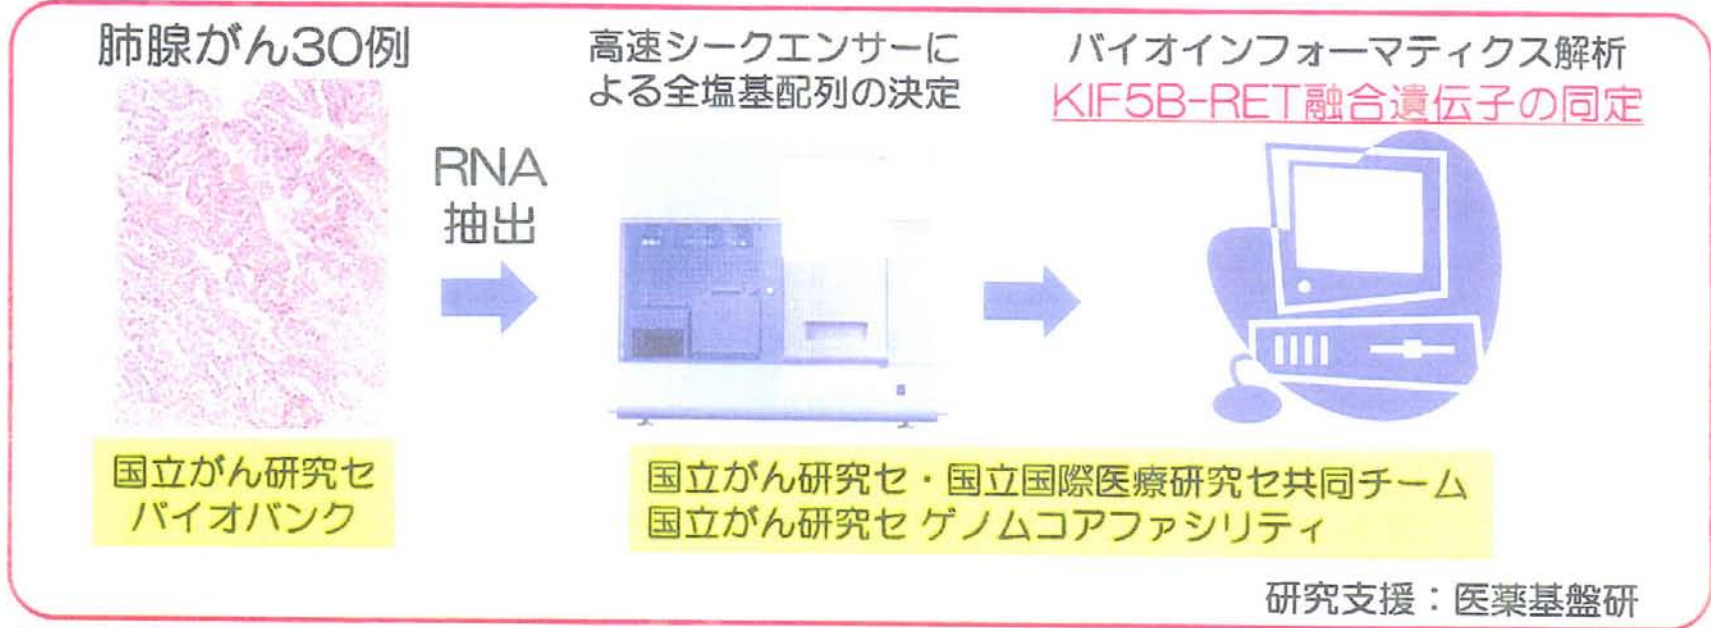 肺腺がん30例
高速シークエンサーに
よる全塩基配列の決定
バイオインフォーマティクス解析
KIF5B-RET融合遺伝子の同定
RNA
抽出
国立がん研究セ
バイオバンク
国立がん研究セ・国立国際医療研究セ共同チーム
国立がん研究セ ゲノムコアファシリティ
研究支援：医薬基盤研